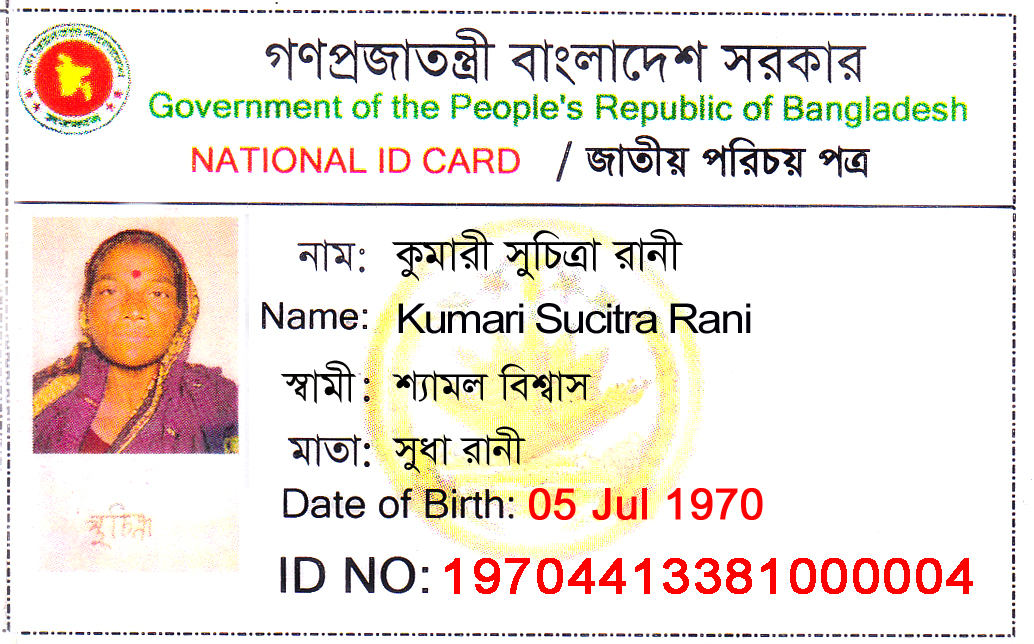 গণপ্রজাতন্ত্রী বাংলাদেশ সরকার
Government of the People's Republic of Bangladesh
NATIONAL ID CARD / জাতীয় পরিচয় পত্র
নাম: কুমারী সুচিত্রা রানী
Name: Kumari Sucitra Rani
স্বামী: শ্যামল বিশ্বাস
মাতা: সুধা রানী
Date of Birth: 05 Jul 1970
ID NO: 19704413381000004
সুচিত্রা